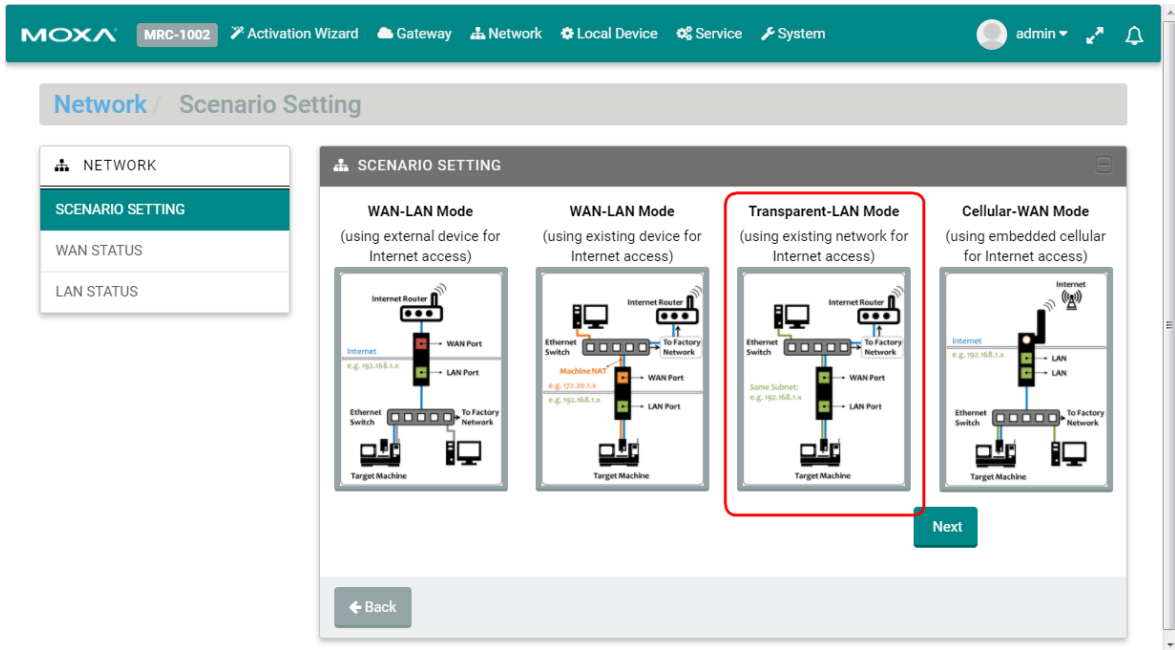 MOXA MRC-1002 Activation Wizard Gateway Network Local Device Service System admin
Network / Scenario Setting
NETWORK
SCENARIO SETTING
WAN STATUS
LAN STATUS
SCENARIO SETTING
WAN-LAN Mode
(using external device for
Internet access)
Internet Router
WAN Port
Internet
e.g. 192.168.1.x
LAN Port
Ethernet
Switch
To Factory
Network
Target Machine
WAN-LAN Mode
(using existing device for
Internet access)
Internet Router
Ethernet
Switch
To Factory
Network
Machine NAT
e.g. 172.20.1.x
WAN Port
e.g. 192.168.1.x
LAN Port
Target Machine
Transparent-LAN Mode
(using existing network for
Internet access)
Internet Router
Ethernet
Switch
To Factory
Network
WAN Port
Same Subnet:
e.g. 192.168.1.x
LAN Port
Target Machine
Cellular-WAN Mode
(using embedded cellular
for Internet access)
Internet
Internet
e.g. 192.168.1.x
LAN
LAN
Ethernet
Switch
To Factory
Network
Target Machine
Next
Back